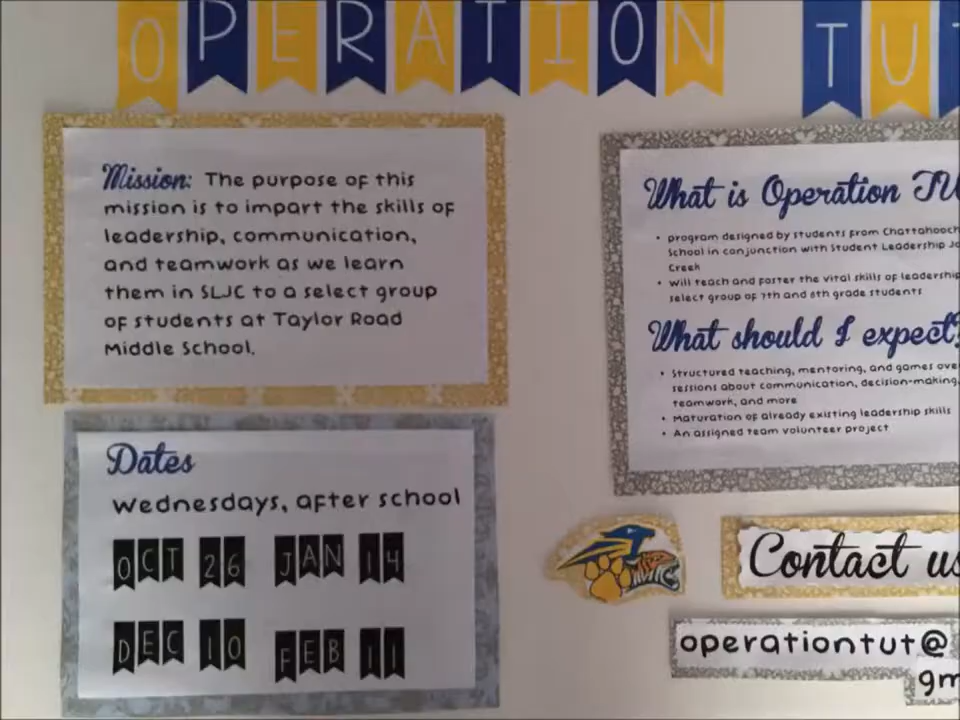 OPERATION TUT
Mission: The purpose of this
mission is to impart the skills of
leadership, communication,
and teamwork as we learn
them in SLJC to a select group
of students at Taylor Road
Middle School.
Dates
Wednesdays, after school
OCT 26 JAN 14
DEC 10 FEB 11
What is Operation TU
• program designed by students from Chattahooch
School in conjunction with Student Leadership Jo
Creek
• Will teach and foster the vital skills of leadership
select group of 7th and 8th grade students
What should I expect?
• Structured teaching, mentoring, and games ove
sessions about communication, decision-making,
teamwork, and more
• Maturation of already existing leadership skills
• An assigned team volunteer project
Contact us
operationtut@
gm